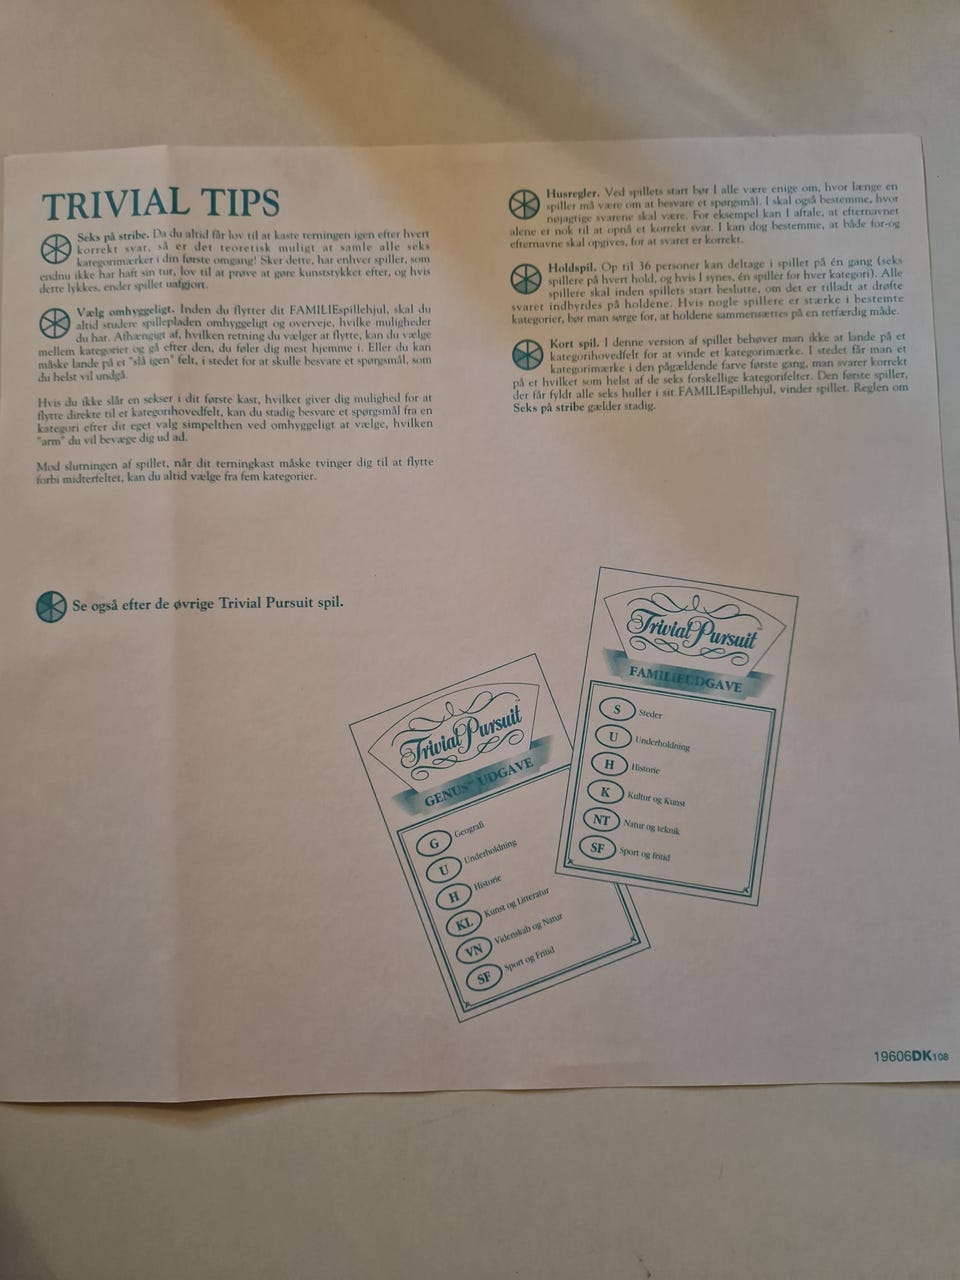 TRIVIAL TIPS
Seks på stribe. Da du altid får lov til at kaste terningen igen efter hvert
korrekt svar, så er det teoretisk muligt at samle alle seks
kategorimærker i din første omgang! Sker dette, har enhver spiller, som
endnu ikke har haft sin tur, lov til at prøve at gøre kunststykket efter, og hvis
dette lykkes, ender spillet uafgjort.
Vælg omhyggeligt. Inden du flytter dit FAMILIEspillehjul, skal du
altid studere spillepladen omhyggeligt og overveje, hvilke muligheder
du har. Afhængigt af, hvilken retning du vælger at flytte, kan du vælge
mellem kategorier og gå efter den, du føler dig mest hjemme i. Eller du kan
måske lande på et "slå igen" felt, i stedet for at skulle besvare et spørgsmål, som
du helst vil undgå.
Hvis du ikke slår en sekser i dit første kast, hvilket giver dig mulighed for at
flytte direkte til et kategorihovedfelt, kan du stadig besvare et spørgsmål fra en
kategori efter dit eget valg simpelthen ved omhyggeligt at vælge, hvilken
"arm" du vil bevæge dig ud ad.
Mod slutningen af spillet, når dit terningkast måske tvinger dig til at flytte
forbi midterfeltet, kan du altid vælge fra fem kategorier.
Se også efter de øvrige Trivial Pursuit spil.
Husregler. Ved spillets start bør I alle være enige om, hvor længe en
spiller må være om at besvare et spørgsmål. I skal også bestemme, hvor
nøjagtige svarene skal være. For eksempel kan I aftale, at efternavnet
alene er nok til at opnå et korrekt svar. I kan dog bestemme, at både for-og
efternavne skal opgives, for at svaret er korrekt.
Holdspil. Op til 36 personer kan deltage i spillet på én gang (seks
spillere på hvert hold, og hvis I synes, én spiller for hver kategori). Alle
spillere skal inden spillets start beslutte, om det er tilladt at drøfte
svaret indbyrdes på holdene. Hvis nogle spillere er stærke i bestemte
kategorier, bør man sørge for, at holdene sammensættes på en retfærdig måde.
Kort spil. I denne version af spillet behøver man ikke at lande på et
kategorihovedfelt for at vinde et kategorimærke. I stedet får man et
kategorimærke i den pågældende farve første gang, man svarer korrekt
på et hvilket som helst af de seks forskellige kategorifelter. Den første spiller,
der får fyldt alle seks huller i sit FAMILIEspillehjul, vinder spillet. Reglen om
Seks på stribe gælder stadig.
Trivial Pursuit™
GENUS™ UDGAVE
G Geografi
U Underholdning
H Historie
KL Kunst og Litteratur
VN Videnskab og Natur
SF Sport og Fritid
Trivial Pursuit™
FAMILIEUDGAVE
S Steder
U Underholdning
H Historie
K Kultur og Kunst
NT Natur og teknik
SF Sport og fritid
19606DK108